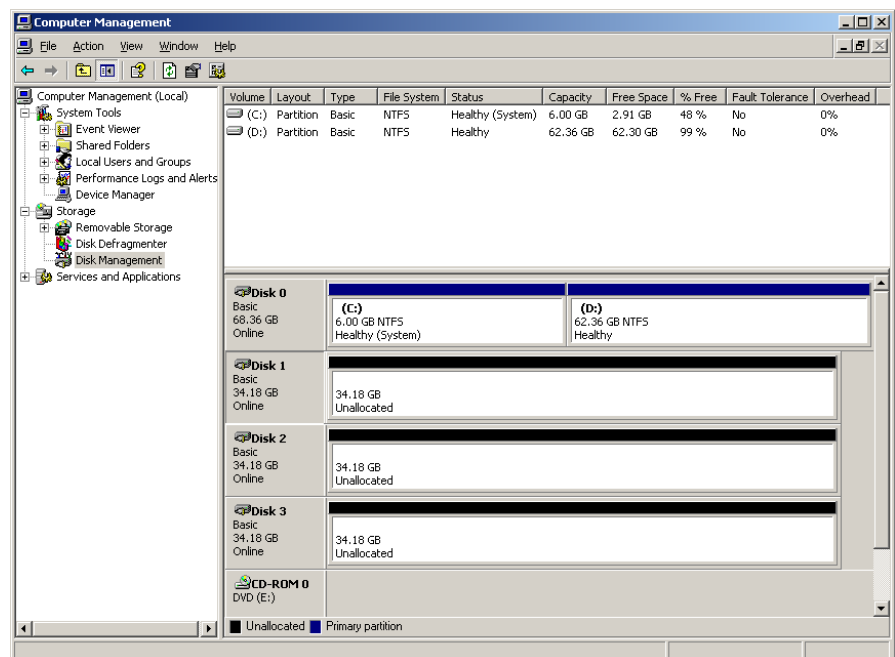 Computer Management
File Action View Window Help
Computer Management (Local)
System Tools
Event Viewer
Shared Folders
Local Users and Groups
Performance Logs and Alerts
Device Manager
Storage
Removable Storage
Disk Defragmenter
Disk Management
Services and Applications
Volume Layout Type File System Status Capacity Free Space % Free Fault Tolerance Overhead
(C:) Partition Basic NTFS Healthy (System) 6.00 GB 2.91 GB 48 % No 0%
(D:) Partition Basic NTFS Healthy 62.36 GB 62.30 GB 99 % No 0%
Disk 0
Basic
68.36 GB
Online
(C:)
6.00 GB NTFS
Healthy (System)
(D:)
62.36 GB NTFS
Healthy
Disk 1
Basic
34.18 GB
Online
34.18 GB
Unallocated
Disk 2
Basic
34.18 GB
Online
34.18 GB
Unallocated
Disk 3
Basic
34.18 GB
Online
34.18 GB
Unallocated
CD-ROM 0
DVD (E:)
Unallocated Primary partition